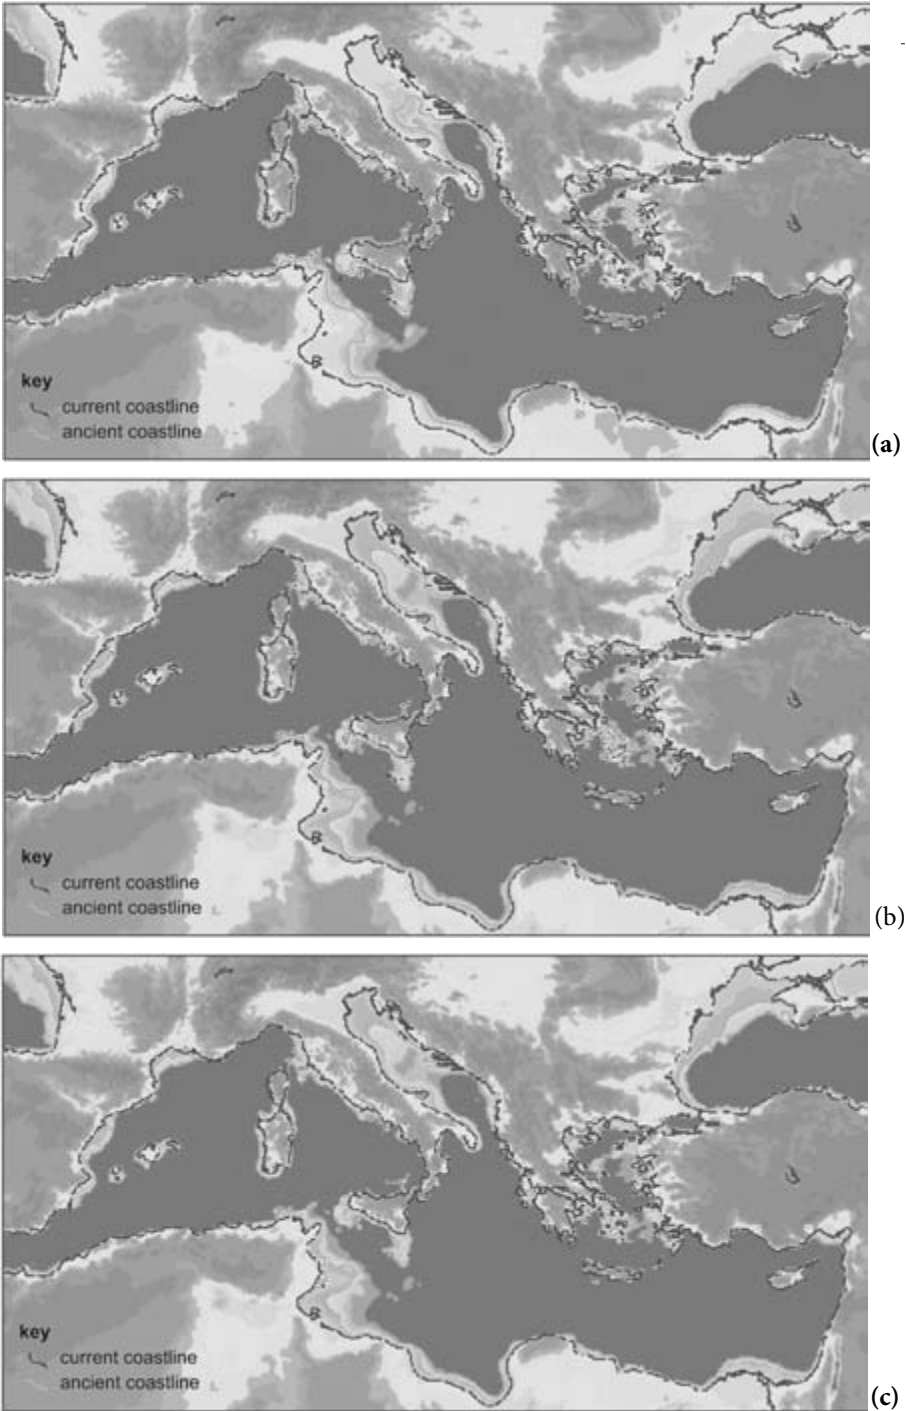 key
current coastline
ancient coastline
(a)
key
current coastline
ancient coastline
(b)
key
current coastline
ancient coastline
(c)